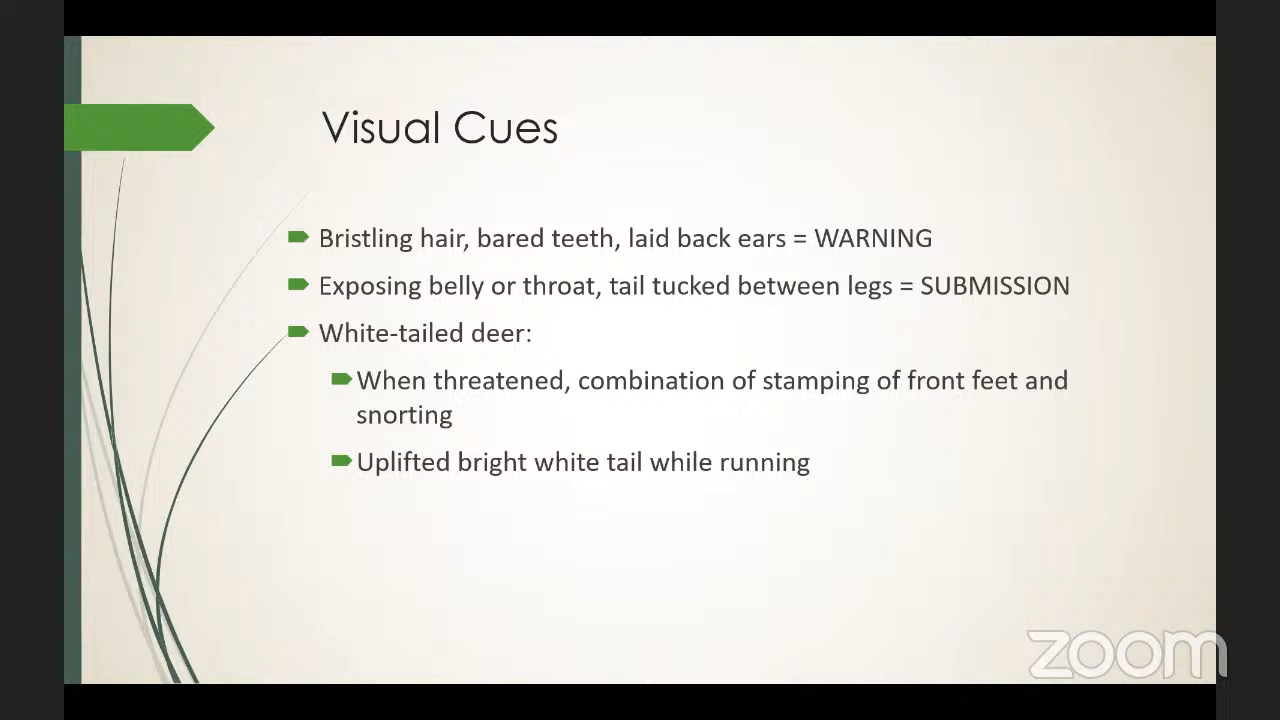 Visual Cues
Bristling hair, bared teeth, laid back ears = WARNING
Exposing belly or throat, tail tucked between legs = SUBMISSION
White-tailed deer:
When threatened, combination of stamping of front feet and
snorting
Uplifted bright white tail while running
zoom